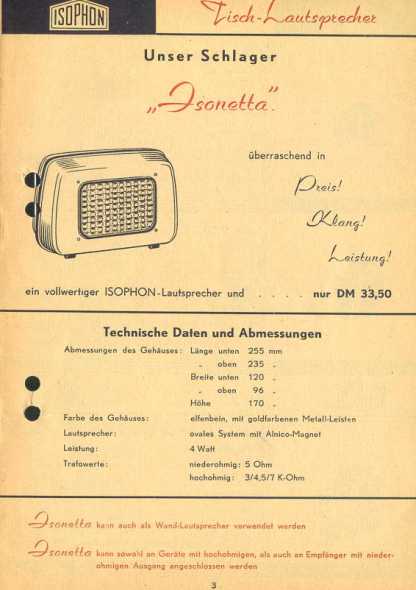 ISOPHON
Tisch-Lautsprecher
Unser Schlager
„Isonetta”.
überraschend in
Preis!
Klang!
Leistung!
ein vollwertiger ISOPHON-Lautsprecher und . . . . nur DM 33,50
Technische Daten und Abmessungen
Abmessungen des Gehäuses: Länge unten 255 mm
„ oben 235 „
Breite unten 120 „
„ oben 96 „
Höhe 170 „
Farbe des Gehäuses: elfenbein, mit goldfarbenen Metall-Leisten
Lautsprecher: ovales System mit Alnico-Magnet
Leistung: 4 Watt
Trafowerte: niederohmig: 5 Ohm
hochohmig: 3/4,5/7 K-Ohm
Isonetta kann auch als Wand-Lautsprecher verwendet werden
Isonetta kann sowohl an Geräte mit hochohmigen, als auch an Empfänger mit nieder-
ohmigen Ausgang angeschlossen werden
3